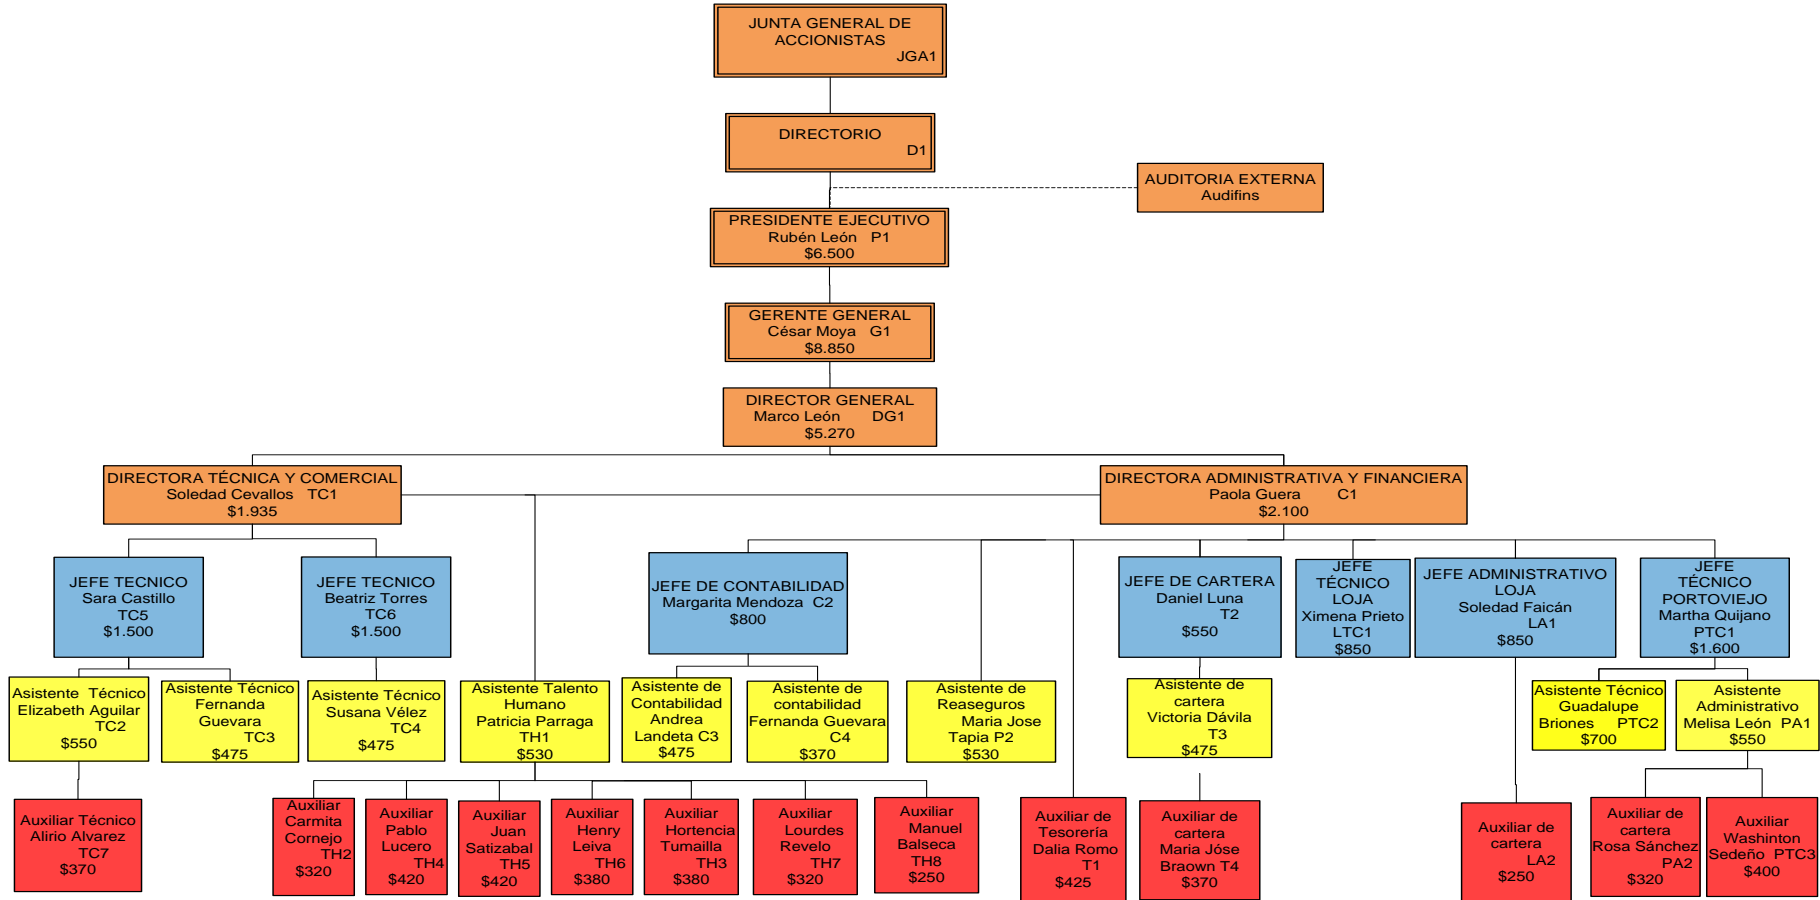 JUNTA GENERAL DE
ACCIONISTAS
JGA1
DIRECTORIO
D1
AUDITORIA EXTERNA
Audifins
PRESIDENTE EJECUTIVO
Rubén León P1
$6.500
GERENTE GENERAL
César Moya G1
$8.850
DIRECTOR GENERAL
Marco León DG1
$5.270
DIRECTORA TÉCNICA Y COMERCIAL
Soledad Cevallos TC1
$1.935
DIRECTORA ADMINISTRATIVA Y FINANCIERA
Paola Guera C1
$2.100
JEFE TECNICO
Sara Castillo
TC5
$1.500
JEFE TECNICO
Beatriz Torres
TC6
$1.500
JEFE DE CONTABILIDAD
Margarita Mendoza C2
$800
JEFE DE CARTERA
Daniel Luna
T2
$550
JEFE
TÉCNICO
LOJA
Ximena Prieto
LTC1
$850
JEFE ADMINISTRATIVO
LOJA
Soledad Faicán
LA1
$850
JEFE
TÉCNICO
PORTOVIEJO
Martha Quijano
PTC1
$1.600
Asistente Técnico
Elizabeth Aguilar
TC2
$550
Asistente Técnico
Fernanda
Guevara
TC3
$475
Asistente Técnico
Susana Vélez
TC4
$475
Asistente Talento
Humano
Patricia Parraga
TH1
$530
Asistente de
Contabilidad
Andrea
Landeta C3
$475
Asistente de
contabilidad
Fernanda Guevara
C4
$370
Asistente de
Reaseguros
Maria Jose
Tapia P2
$530
Asistente de
cartera
Victoria Dávila
T3
$475
Asistente Técnico
Guadalupe
Briones PTC2
$700
Asistente
Administrativo
Melisa León PA1
$550
Auxiliar Técnico
Alirio Alvarez
TC7
$370
Auxiliar
Carmita
Cornejo
TH2
$320
Auxiliar
Pablo
Lucero
TH4
$420
Auxiliar
Juan
Satizabal
TH5
$420
Auxiliar
Henry
Leiva
TH6
$380
Auxiliar
Hortencia
Tumailla
TH3
$380
Auxiliar
Lourdes
Revelo
TH7
$320
Auxiliar
Manuel
Balseca
TH8
$250
Auxiliar de
Tesorería
Dalia Romo
T1
$425
Auxiliar de
cartera
Maria Jóse
Braown T4
$370
Auxiliar de
cartera
LA2
$250
Auxiliar de
cartera
Rosa Sánchez
PA2
$320
Auxiliar
Washinton
Sedeño PTC3
$400